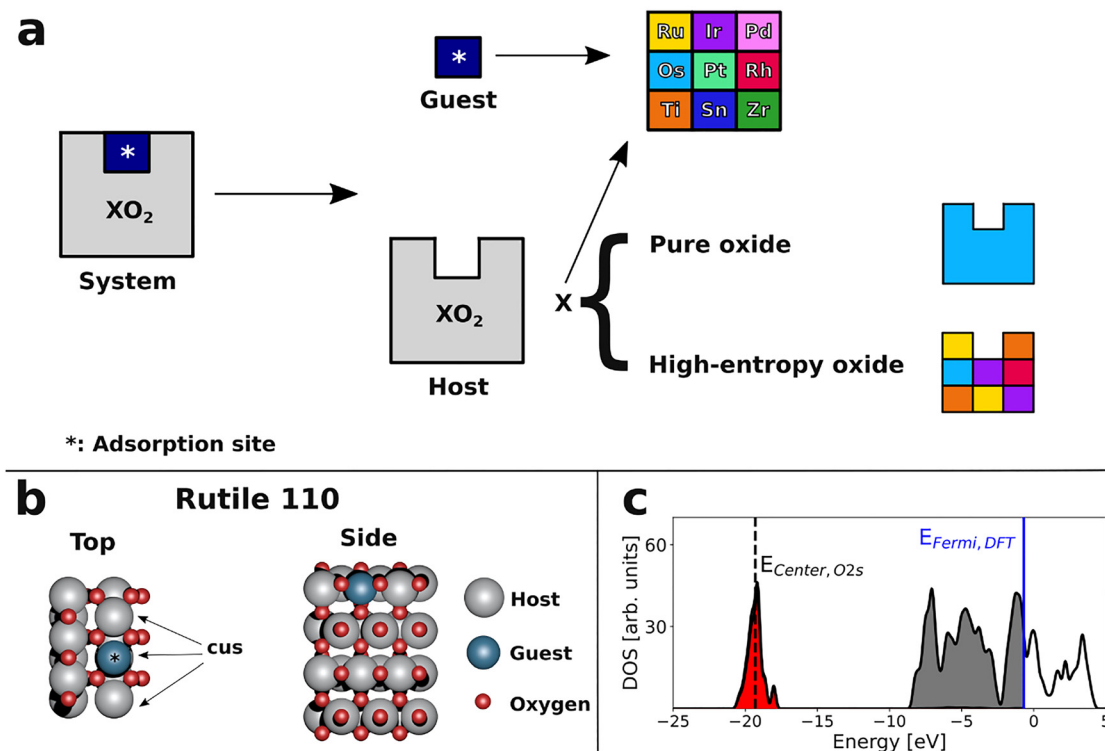 a
*
Guest
Ru Ir Pd
Os Pt Rh
Ti Sn Zr
*
XO₂
System
XO₂
Host
X
{
Pure oxide
High-entropy oxide
*: Adsorption site
b
Rutile 110
Top
Side
*
cus
Host
Guest
Oxygen
c
DOS [arb. units]
60
30
E_Center, O2s
E_Fermi, DFT
−25 −20 −15 −10 −5 0 5
Energy [eV]